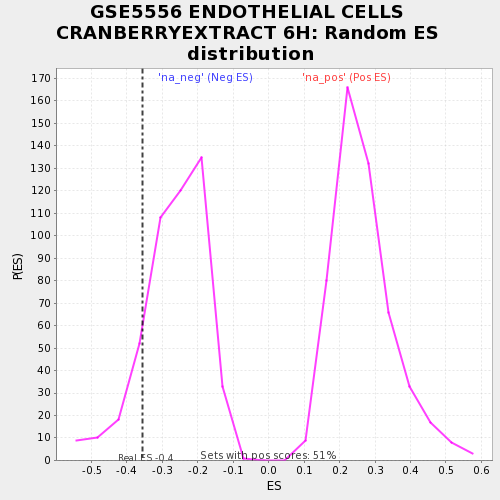 GSE5556 ENDOTHELIAL CELLS
CRANBERRYEXTRACT 6H: Random ES
distribution
'na_neg' (Neg ES) 'na_pos' (Pos ES)
170
160
150
140
130
120
110
100
90
80
70
60
50
40
30
20
10
0
P(ES)
Real ES -0.4
Sets with pos scores: 51%
-0.5 -0.4 -0.3 -0.2 -0.1 0.0 0.1 0.2 0.3 0.4 0.5 0.6
ES